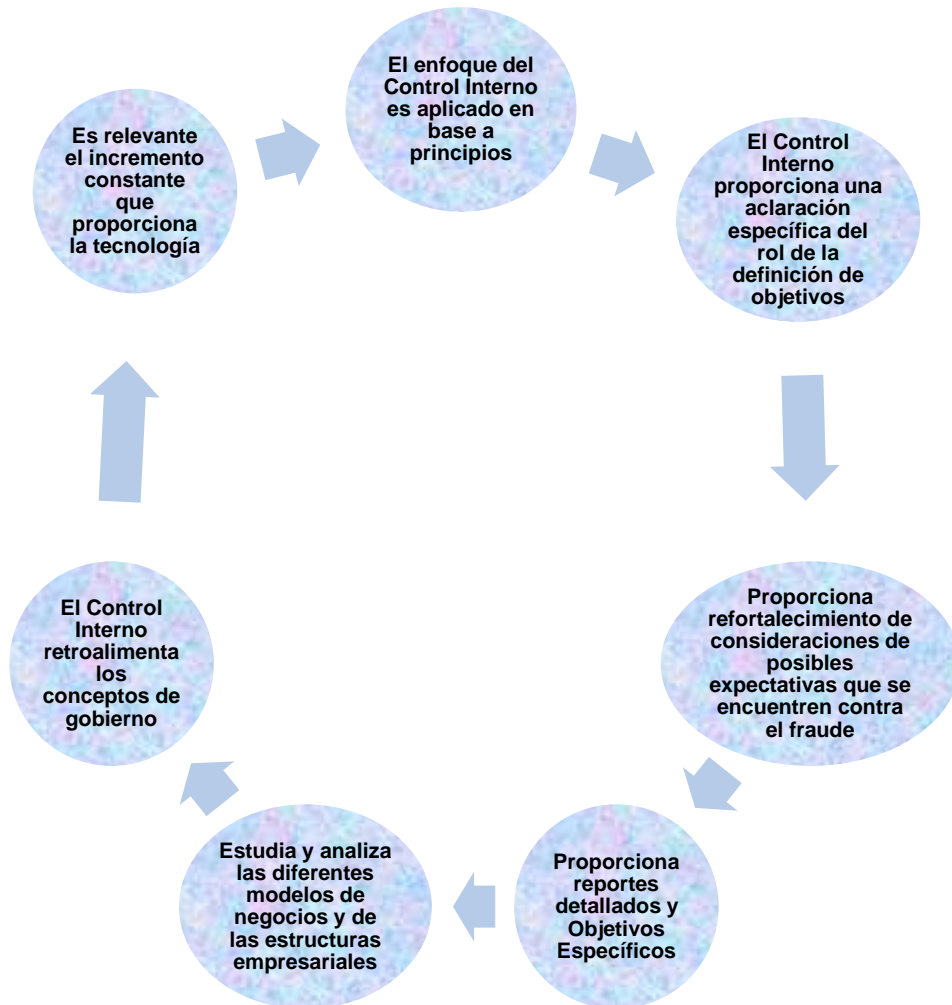 El enfoque del
Control Interno
es aplicado en
base a
principios
El Control
Interno
proporciona una
aclaración
específica del
rol de la
definición de
objetivos
Proporciona
refortalecimiento de
consideraciones de
posibles
expectativas que se
encuentren contra
el fraude
Proporciona
reportes
detallados y
Objetivos
Específicos
Estudia y analiza
las diferentes
modelos de
negocios y de
las estructuras
empresariales
El Control
Interno
retroalimenta
los
conceptos de
gobierno
Es relevante
el incremento
constante
que
proporciona
la tecnología